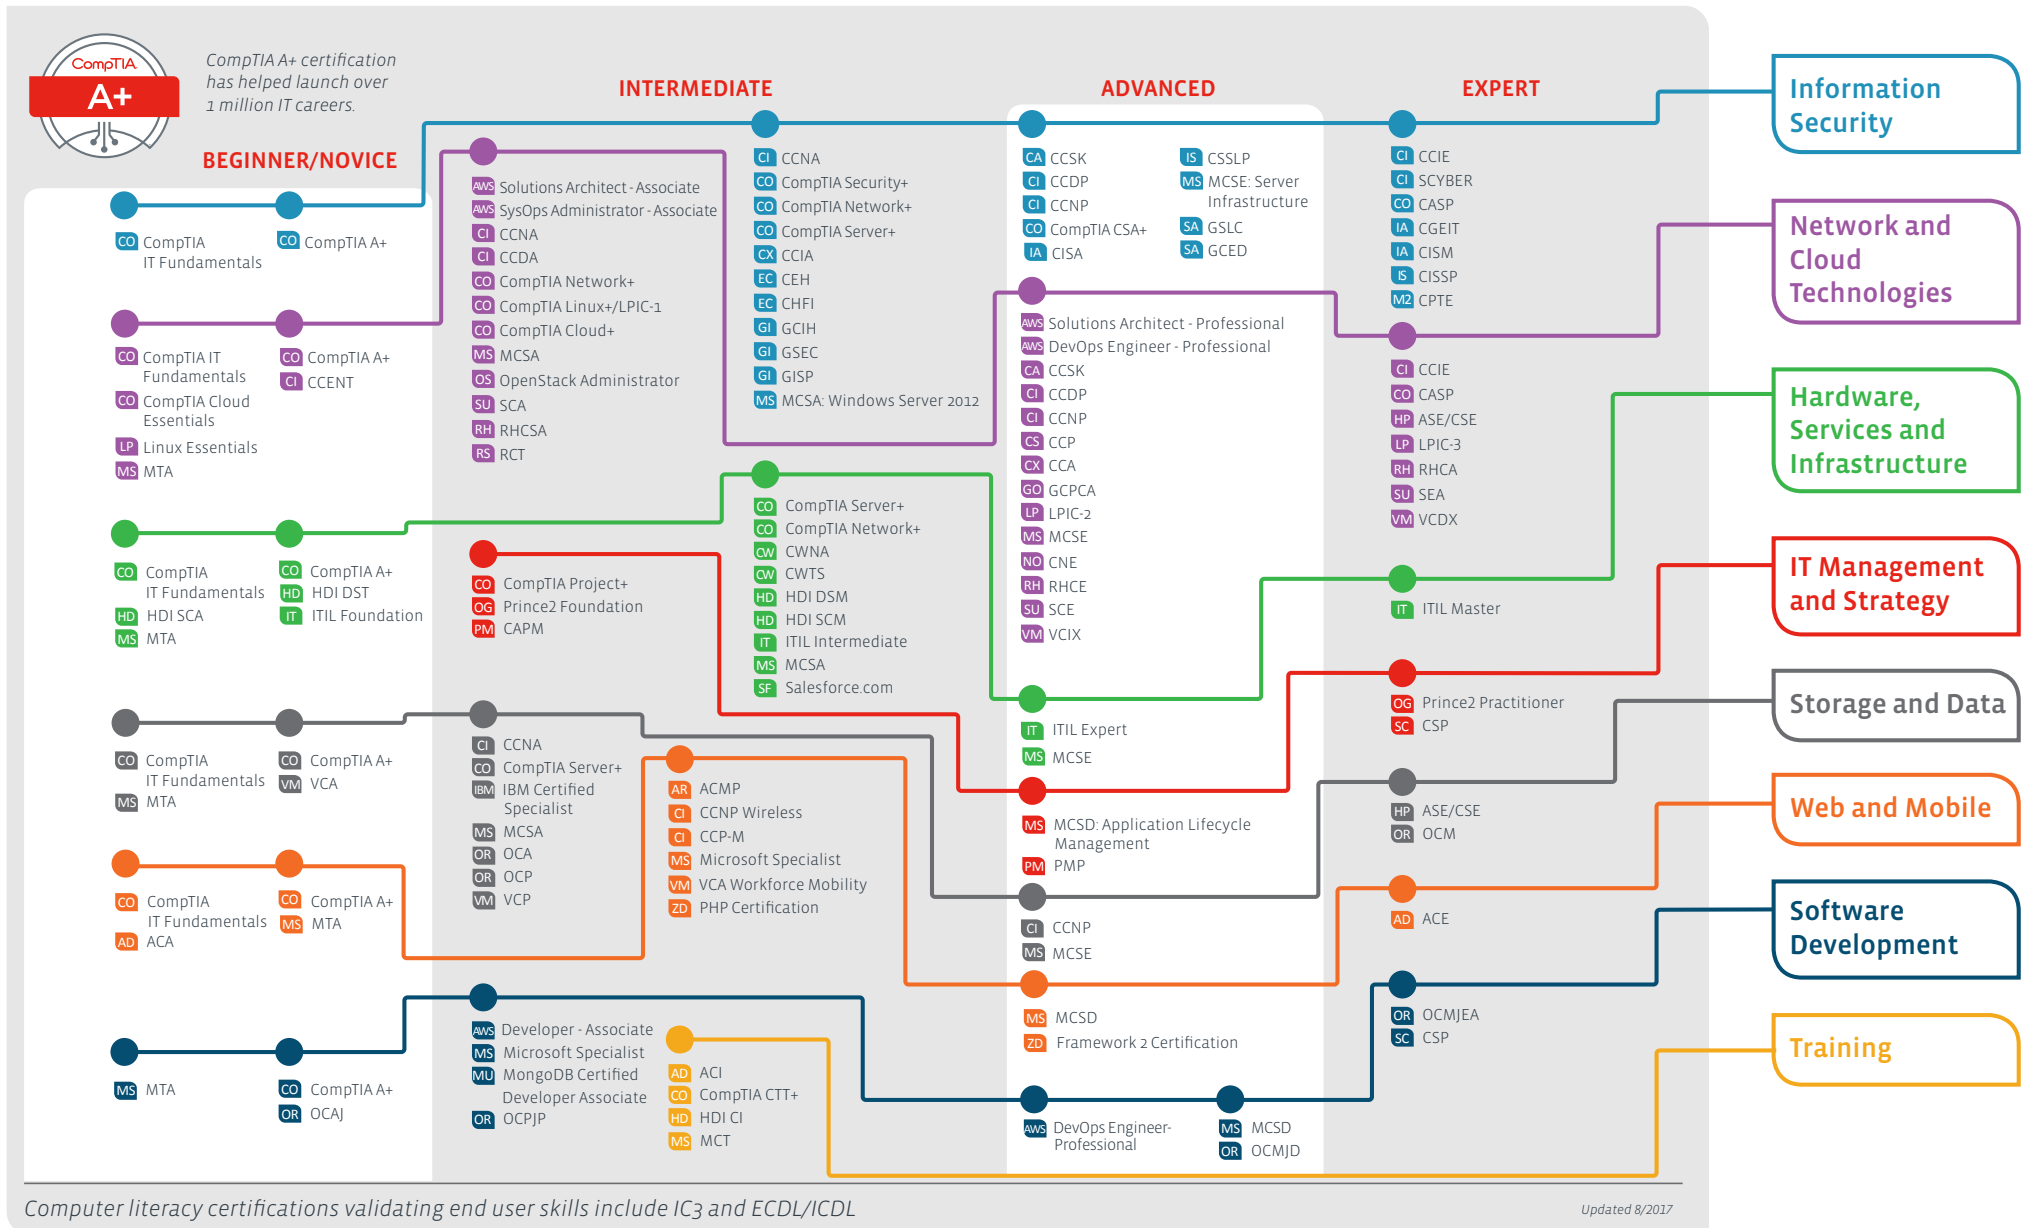 CompTIA.
A+
CompTIA A+ certification
has helped launch over
1 million IT careers.
BEGINNER/NOVICE
INTERMEDIATE
ADVANCED
EXPERT
Information
Security
CO CompTIA
IT Fundamentals
CO CompTIA A+
CI CCNA
CO CompTIA Security+
CO CompTIA Network+
CO CompTIA Server+
CX CCIA
EC CEH
EC CHFI
GI GCIH
GI GSEC
GI GISP
MS MCSA: Windows Server 2012
CA CCSK
CI CCDP
CI CCNP
CO CompTIA CSA+
IA CISA
IS CSSLP
MS MCSE: Server
Infrastructure
SA GSLC
SA GCED
CI CCIE
CI SCYBER
CO CASP
IA CGEIT
IA CISM
IS CISSP
M2 CPTE
Network and
Cloud
Technologies
CO CompTIA IT
Fundamentals
CO CompTIA Cloud
Essentials
LP Linux Essentials
MS MTA
CO CompTIA A+
CI CCENT
AWS Solutions Architect - Associate
AWS SysOps Administrator - Associate
CI CCNA
CI CCDA
CO CompTIA Network+
CO CompTIA Linux+/LPIC-1
CO CompTIA Cloud+
MS MCSA
OS OpenStack Administrator
SU SCA
RH RHCSA
RS RCT
AWS Solutions Architect - Professional
AWS DevOps Engineer - Professional
CA CCSK
CI CCDP
CI CCNP
CS CCP
CX CCA
GO GCPCA
LP LPIC-2
MS MCSE
NO CNE
RH RHCE
SU SCE
VM VCIX
CI CCIE
CO CASP
HP ASE/CSE
LP LPIC-3
RH RHCA
SU SEA
VM VCDX
Hardware,
Services and
Infrastructure
CO CompTIA
IT Fundamentals
HD HDI SCA
MS MTA
CO CompTIA A+
HD HDI DST
IT ITIL Foundation
CO CompTIA Server+
CO CompTIA Network+
CW CWNA
CW CWTS
HD HDI DSM
HD HDI SCM
IT ITIL Intermediate
MS MCSA
SF Salesforce.com
IT ITIL Expert
MS MCSE
IT ITIL Master
IT Management
and Strategy
CO CompTIA Project+
OG Prince2 Foundation
PM CAPM
MS MCSD: Application Lifecycle
Management
PM PMP
OG Prince2 Practitioner
SC CSP
Storage and Data
CO CompTIA
IT Fundamentals
MS MTA
CO CompTIA A+
VM VCA
CI CCNA
CO CompTIA Server+
IBM IBM Certified
Specialist
MS MCSA
OR OCA
OR OCP
VM VCP
CI CCNP
MS MCSE
HP ASE/CSE
OR OCM
Web and Mobile
CO CompTIA
IT Fundamentals
AD ACA
CO CompTIA A+
MS MTA
AR ACMP
CI CCNP Wireless
CI CCP-M
MS Microsoft Specialist
VM VCA Workforce Mobility
ZD PHP Certification
MS MCSD
ZD Framework 2 Certification
AD ACE
Software
Development
MS MTA
CO CompTIA A+
OR OCAJ
AWS Developer - Associate
MS Microsoft Specialist
MU MongoDB Certified
Developer Associate
OR OCPJP
AWS DevOps Engineer-
Professional
MS MCSD
OR OCMJD
OR OCMJEA
SC CSP
Training
AD ACI
CO CompTIA CTT+
HD HDI CI
MS MCT
Computer literacy certifications validating end user skills include IC3 and ECDL/ICDL
Updated 8/2017